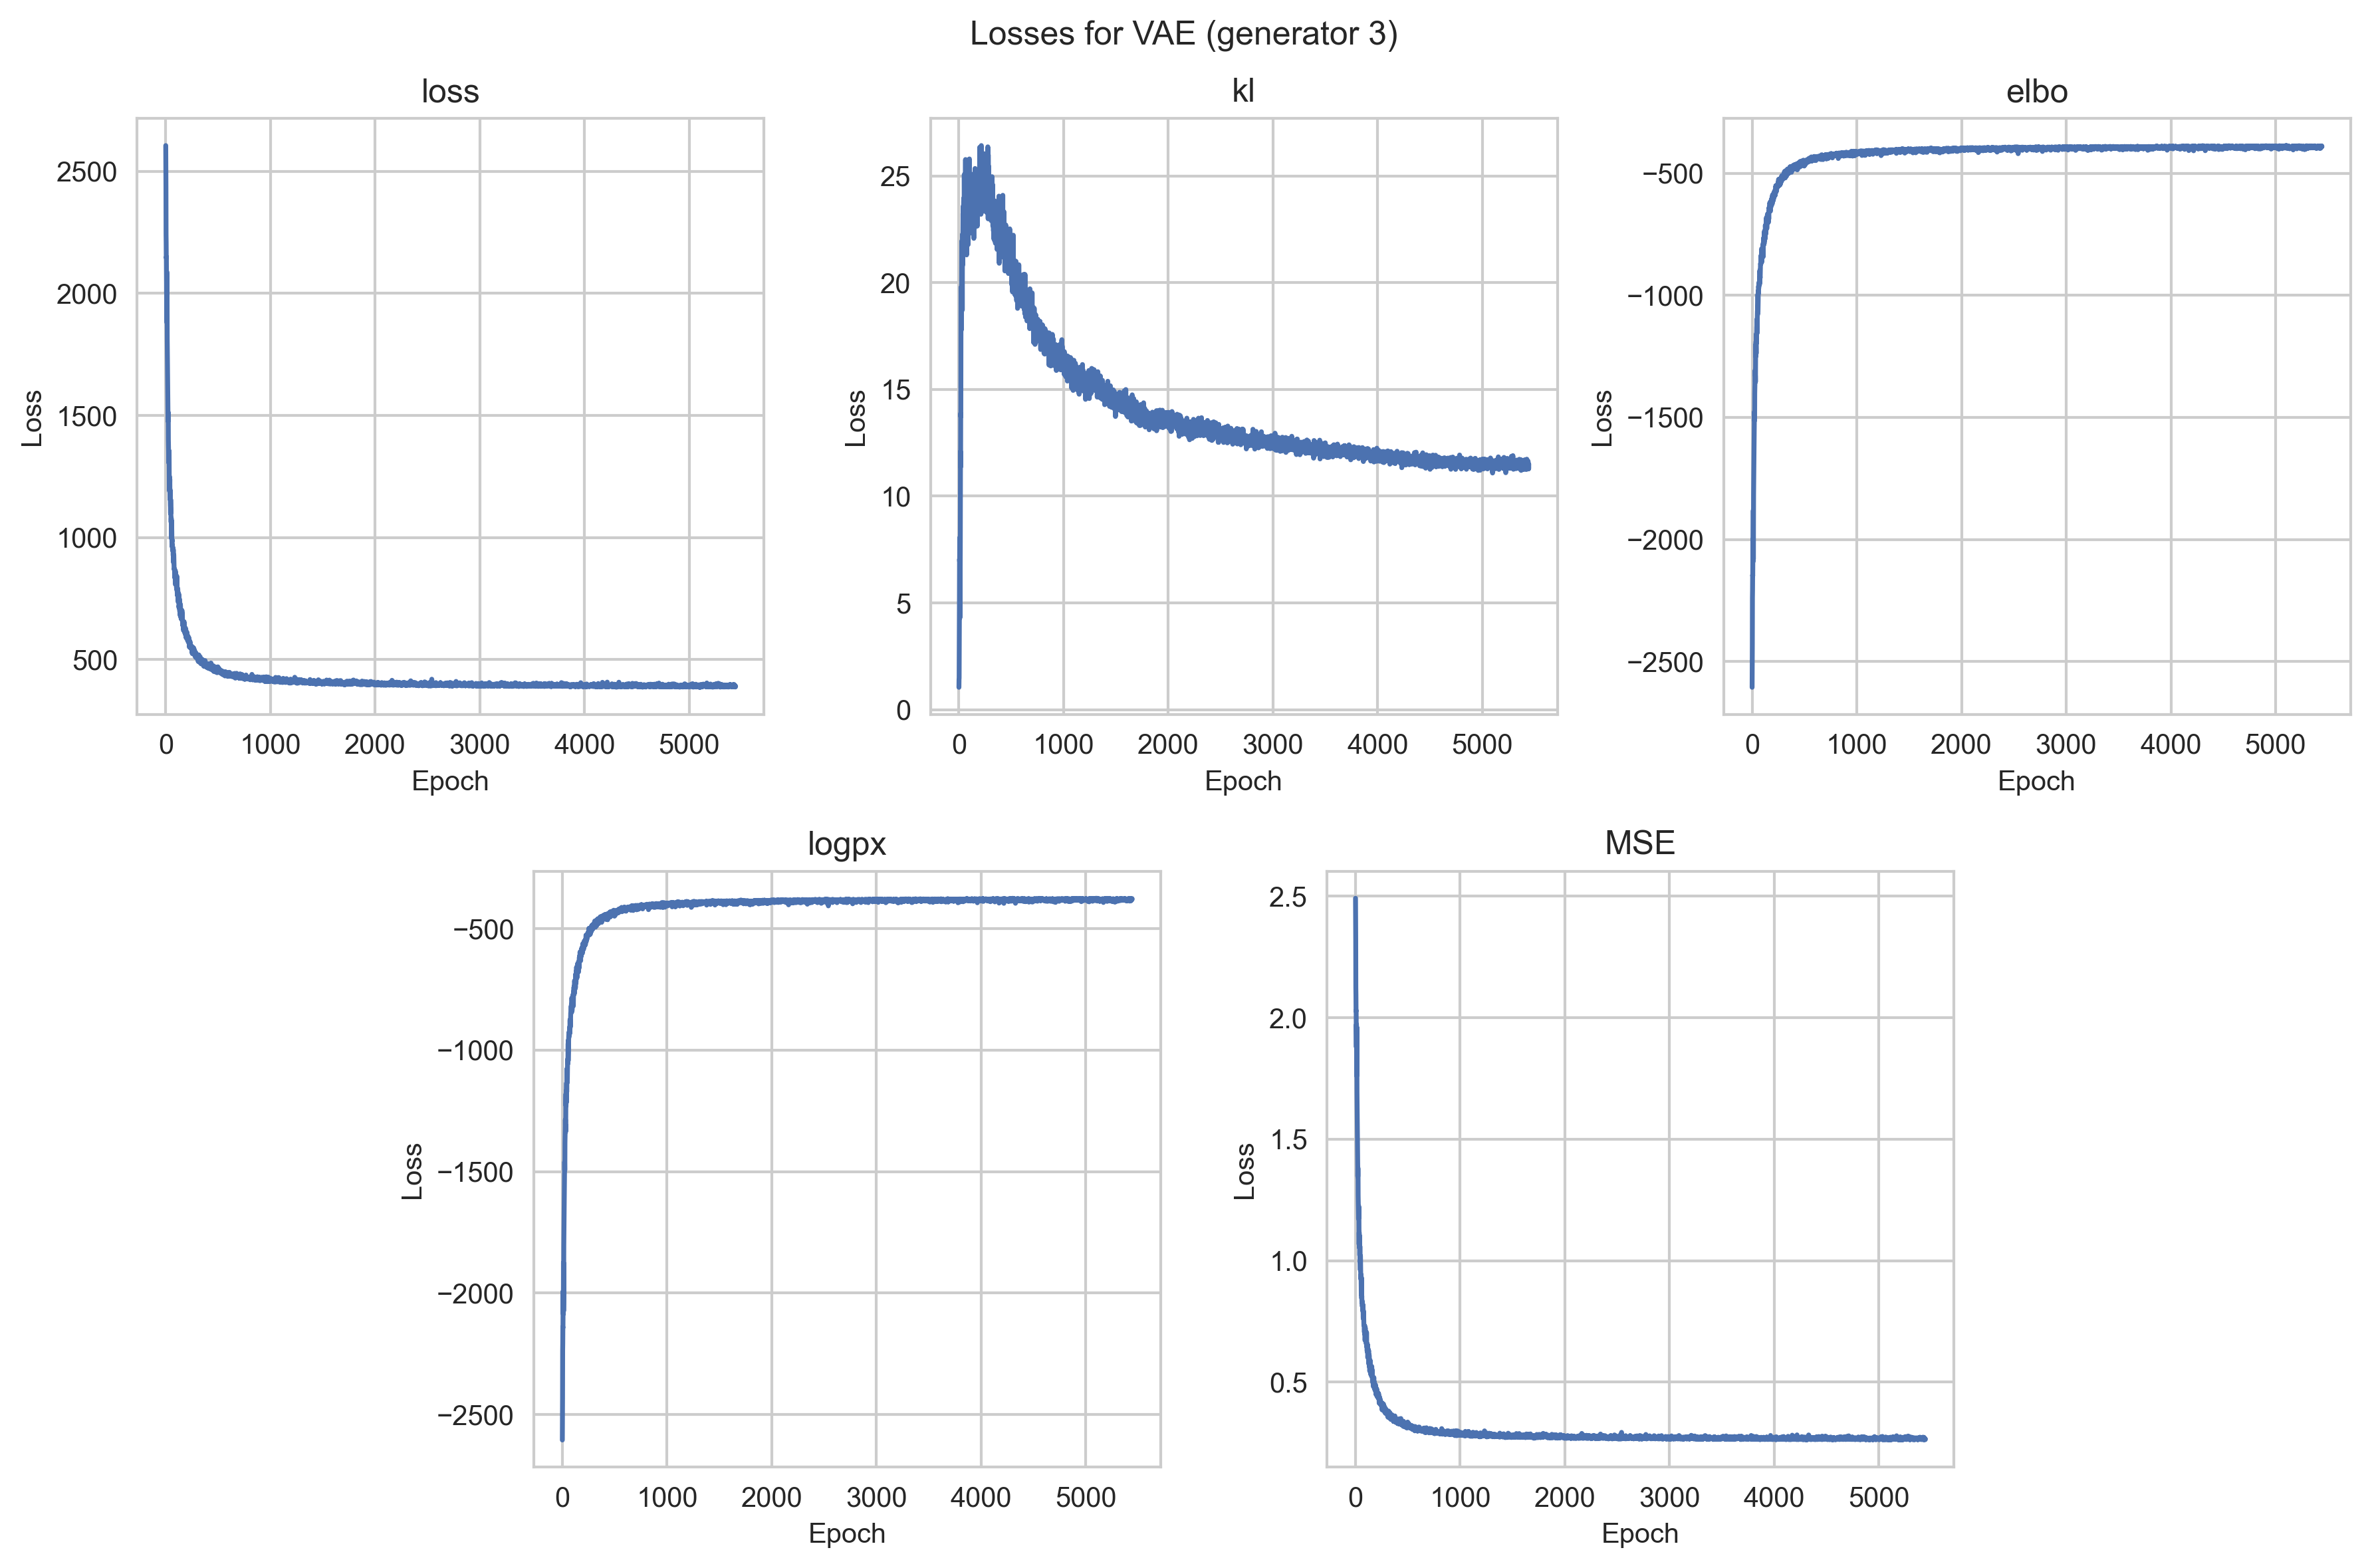 Losses for VAE (generator 3)
loss
2500
2000
1500
1000
500
Loss
0 1000 2000 3000 4000 5000
Epoch
kl
25
20
15
10
5
0
Loss
0 1000 2000 3000 4000 5000
Epoch
elbo
−500
−1000
−1500
−2000
−2500
Loss
0 1000 2000 3000 4000 5000
Epoch
logpx
−500
−1000
−1500
−2000
−2500
Loss
0 1000 2000 3000 4000 5000
Epoch
MSE
2.5
2.0
1.5
1.0
0.5
Loss
0 1000 2000 3000 4000 5000
Epoch